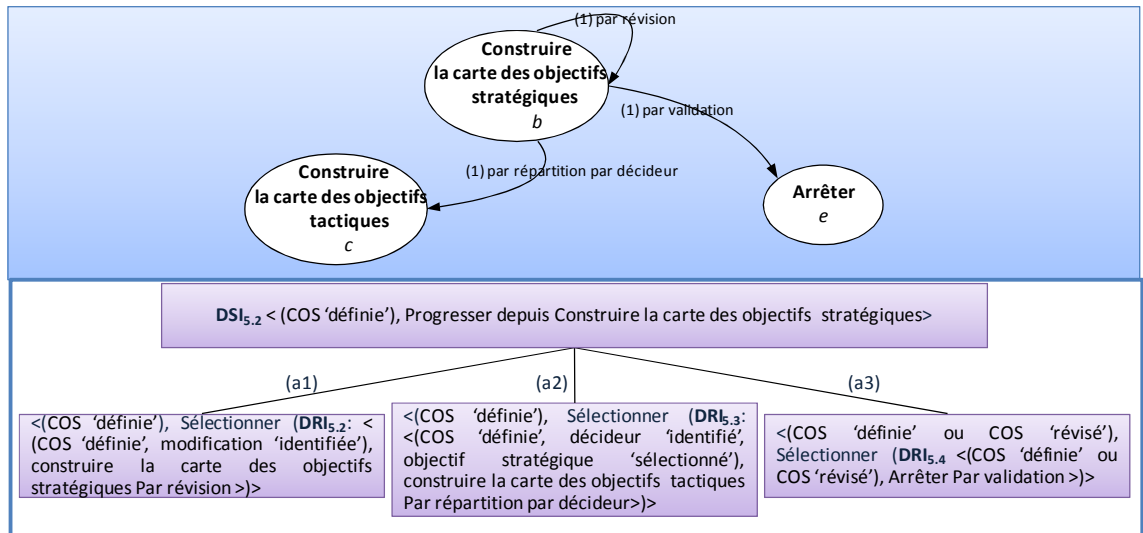 (1) par révision
Construire
la carte des objectifs
stratégiques
b
(1) par validation
(1) par répartition par décideur
Construire
la carte des objectifs
tactiques
c
Arrêter
e
DSI5.2 < (COS ‘définie’), Progresser depuis Construire la carte des objectifs stratégiques>
(a1)
(a2)
(a3)
<(COS ‘définie’), Sélectionner (DRI5.2: <
(COS ‘définie’, modification ‘identifiée’),
construire la carte des objectifs
stratégiques Par révision >)>
<(COS ‘définie’), Sélectionner (DRI5.3:
<(COS ‘définie’, décideur ‘identifié’,
objectif stratégique ‘sélectionné’),
construire la carte des objectifs tactiques
Par répartition par décideur>)>
<(COS ‘définie’ ou COS ‘révisé’),
Sélectionner (DRI5.4 <(COS ‘définie’ ou
COS ‘révisé’), Arrêter Par validation >)>